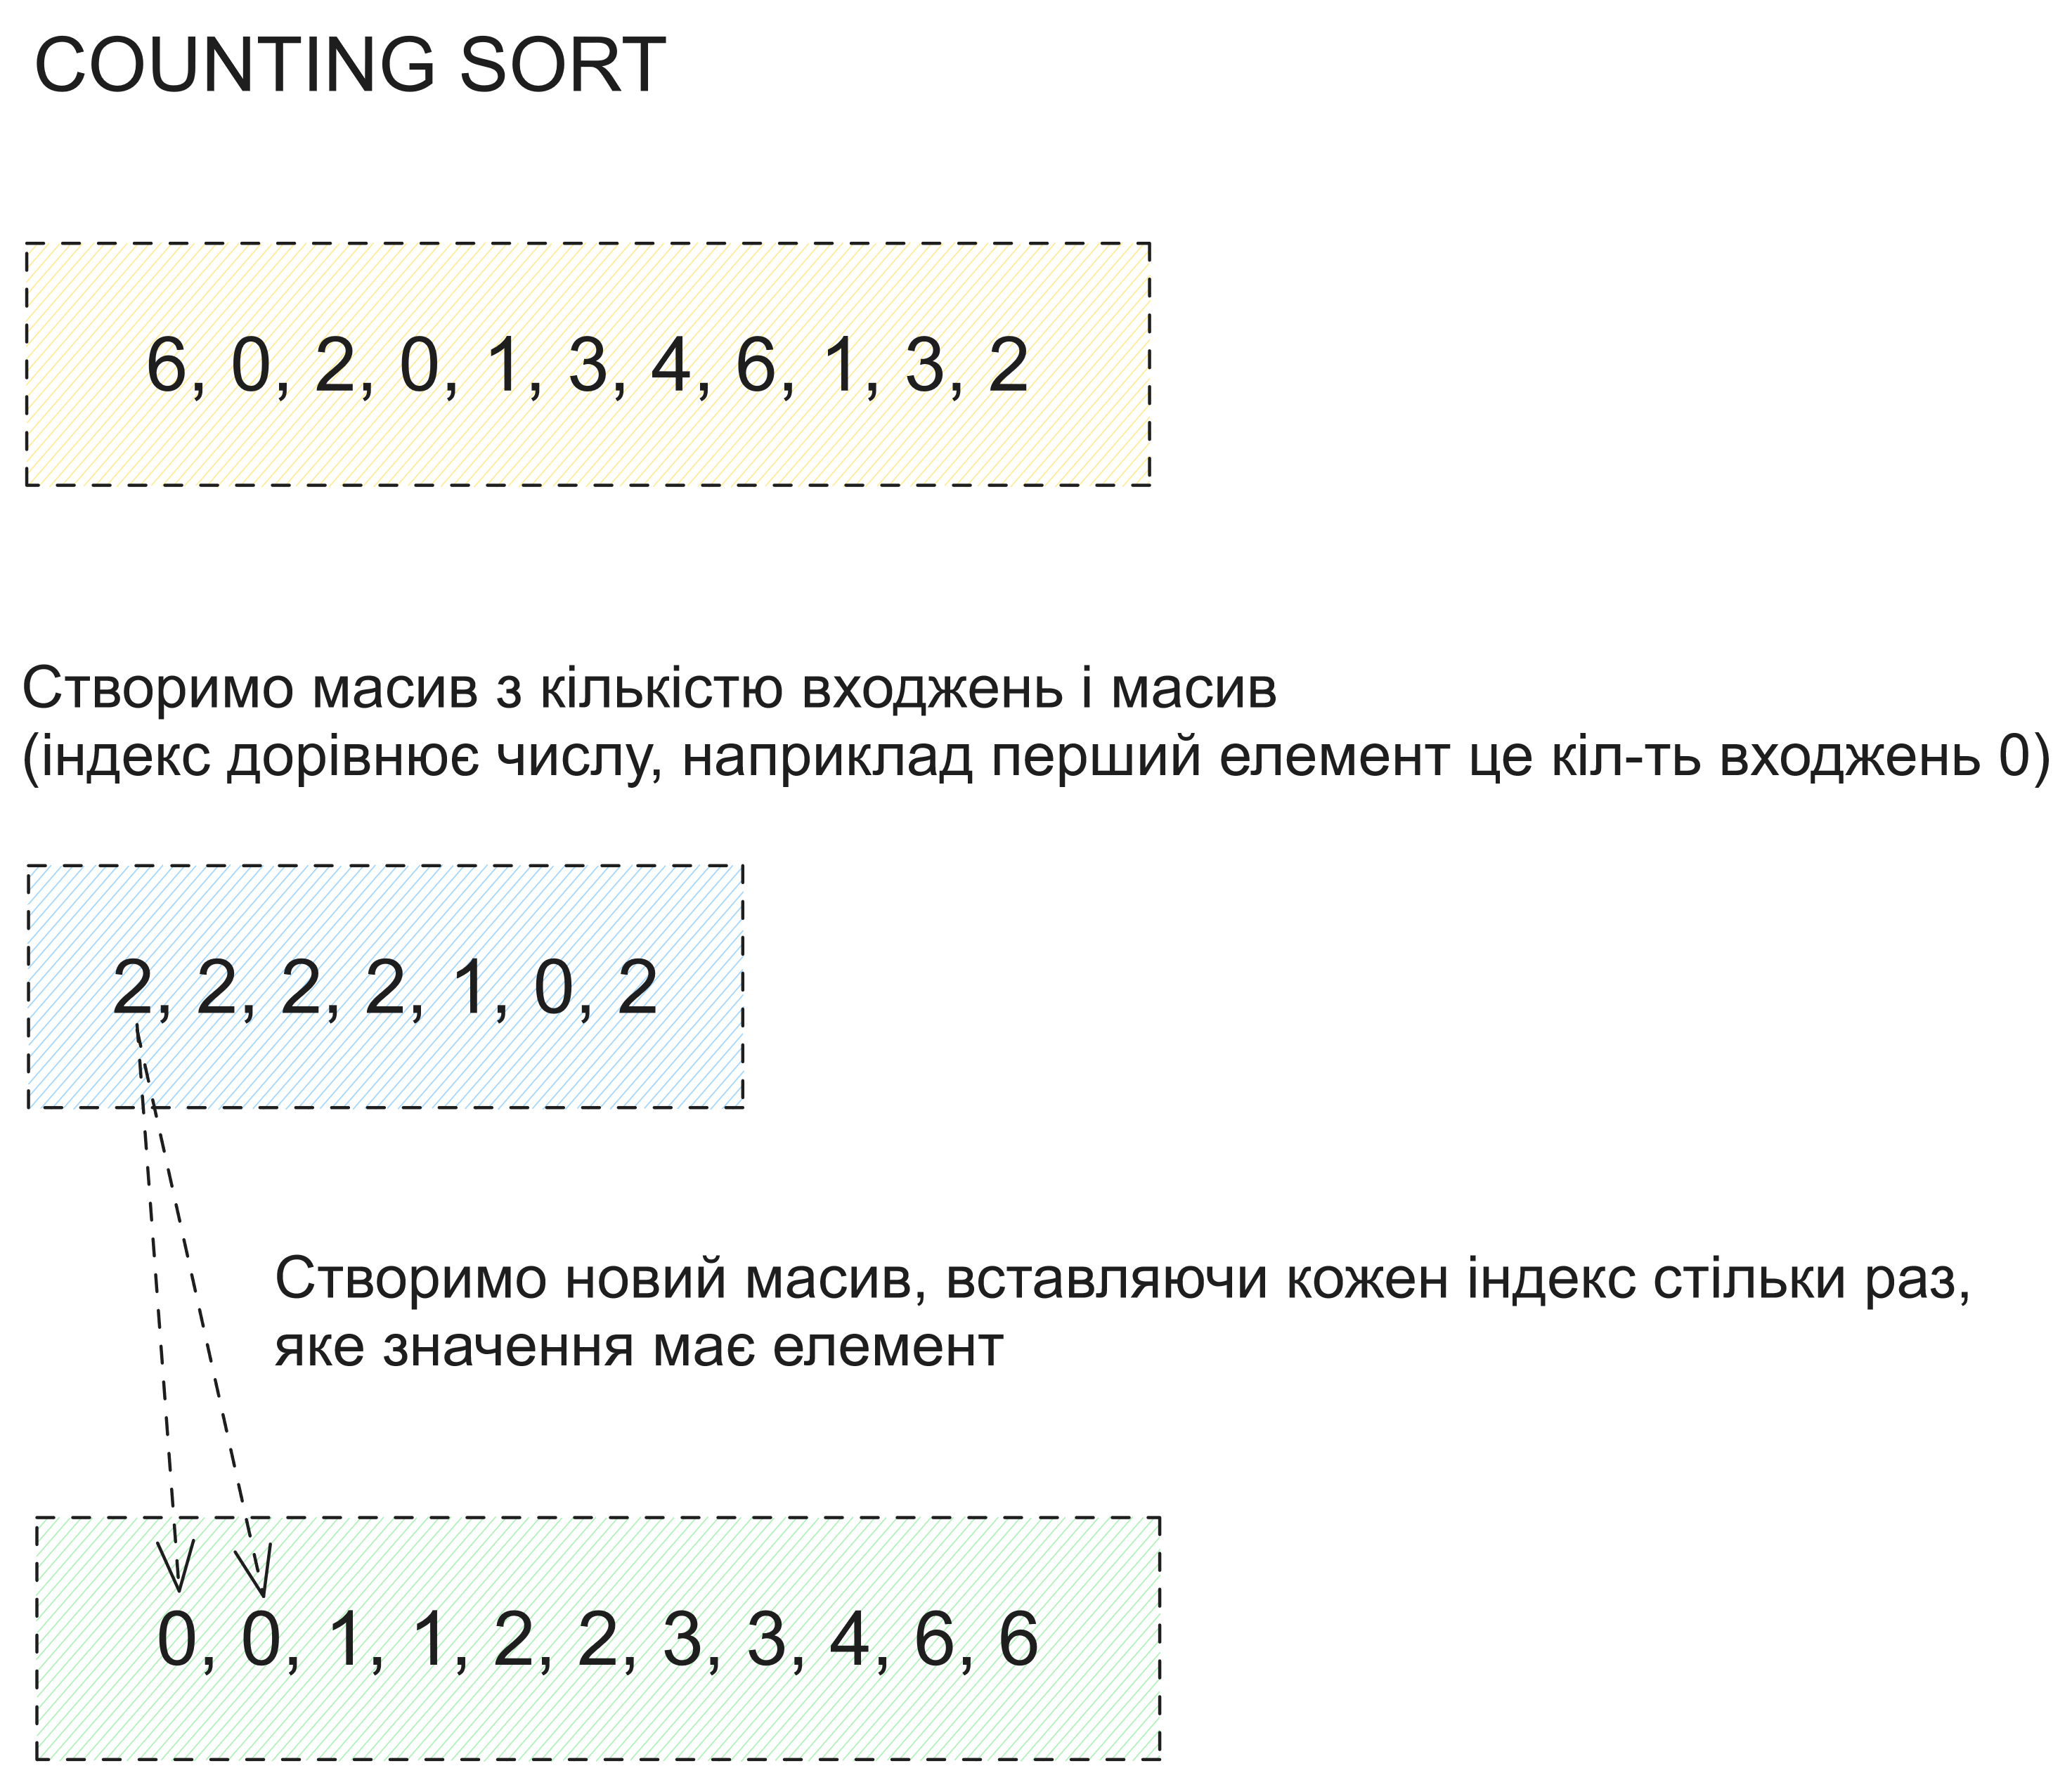 COUNTING SORT
6, 0, 2, 0, 1, 3, 4, 6, 1, 3, 2
Створимо масив з кількістю входжень і масив
(індекс дорівнює числу, наприклад перший елемент це кіл-ть входжень 0)
2, 2, 2, 2, 1, 0, 2
Створимо новий масив, вставляючи кожен індекс стільки раз,
яке значення має елемент
0, 0, 1, 1, 2, 2, 3, 3, 4, 6, 6